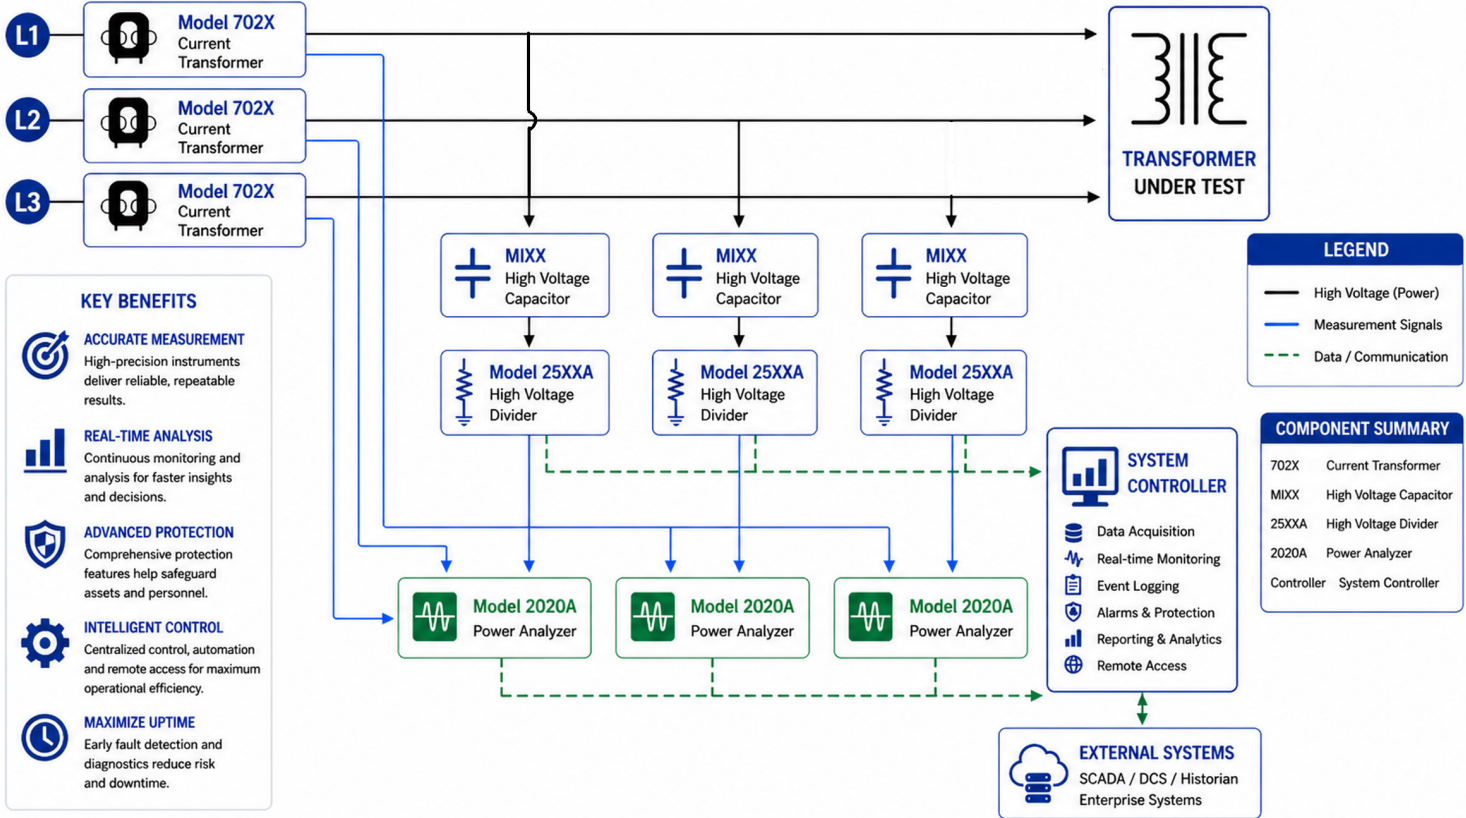 L1
Model 702X
Current
Transformer
L2
Model 702X
Current
Transformer
L3
Model 702X
Current
Transformer
TRANSFORMER
UNDER TEST
MIXX
High Voltage
Capacitor
MIXX
High Voltage
Capacitor
MIXX
High Voltage
Capacitor
Model 25XXA
High Voltage
Divider
Model 25XXA
High Voltage
Divider
Model 25XXA
High Voltage
Divider
Model 2020A
Power Analyzer
Model 2020A
Power Analyzer
Model 2020A
Power Analyzer
KEY BENEFITS
ACCURATE MEASUREMENT
High-precision instruments
deliver reliable, repeatable
results.
REAL-TIME ANALYSIS
Continuous monitoring and
analysis for faster insights
and decisions.
ADVANCED PROTECTION
Comprehensive protection
features help safeguard
assets and personnel.
INTELLIGENT CONTROL
Centralized control, automation
and remote access for maximum
operational efficiency.
MAXIMIZE UPTIME
Early fault detection and
diagnostics reduce risk
and downtime.
LEGEND
High Voltage (Power)
Measurement Signals
Data / Communication
COMPONENT SUMMARY
702X Current Transformer
MIXX High Voltage Capacitor
25XXA High Voltage Divider
2020A Power Analyzer
Controller System Controller
SYSTEM
CONTROLLER
Data Acquisition
Real-time Monitoring
Event Logging
Alarms & Protection
Reporting & Analytics
Remote Access
EXTERNAL SYSTEMS
SCADA / DCS / Historian
Enterprise Systems